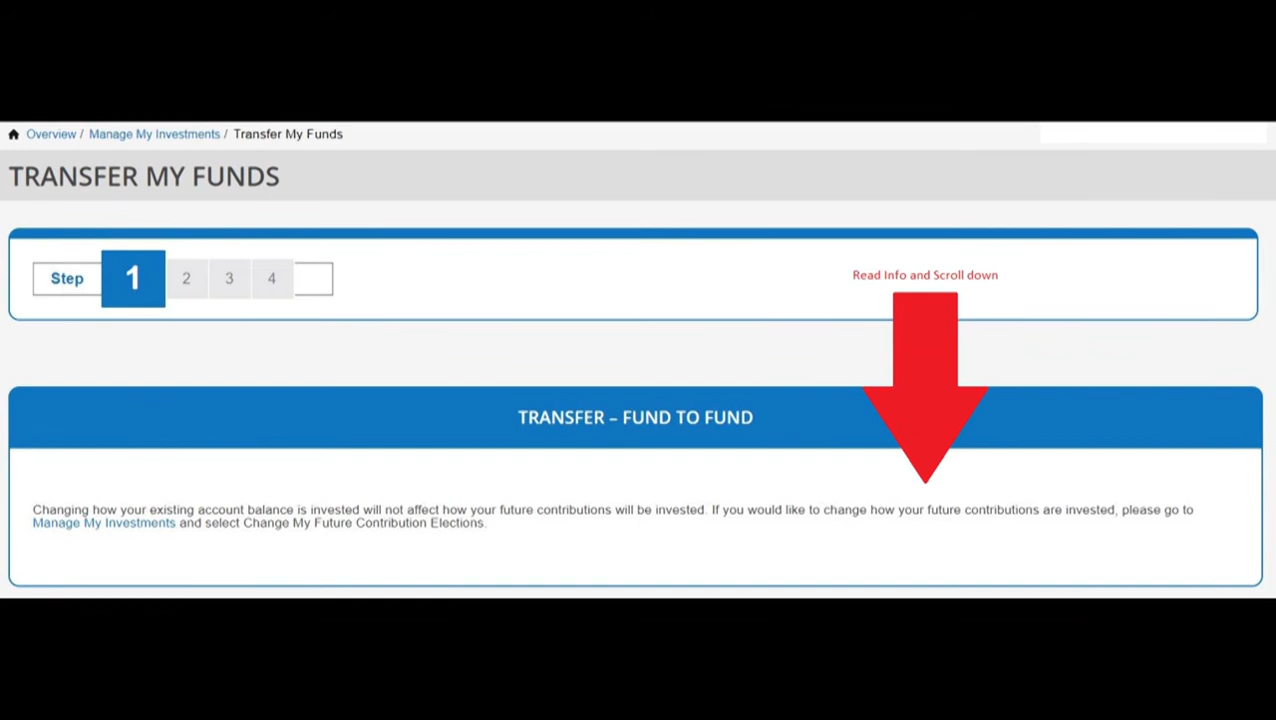 Overview / Manage My Investments / Transfer My Funds
TRANSFER MY FUNDS
Step 1 2 3 4
Read Info and Scroll down
TRANSFER – FUND TO FUND
Changing how your existing account balance is invested will not affect how your future contributions will be invested. If you would like to change how your future contributions are invested, please go to
Manage My Investments and select Change My Future Contribution Elections.